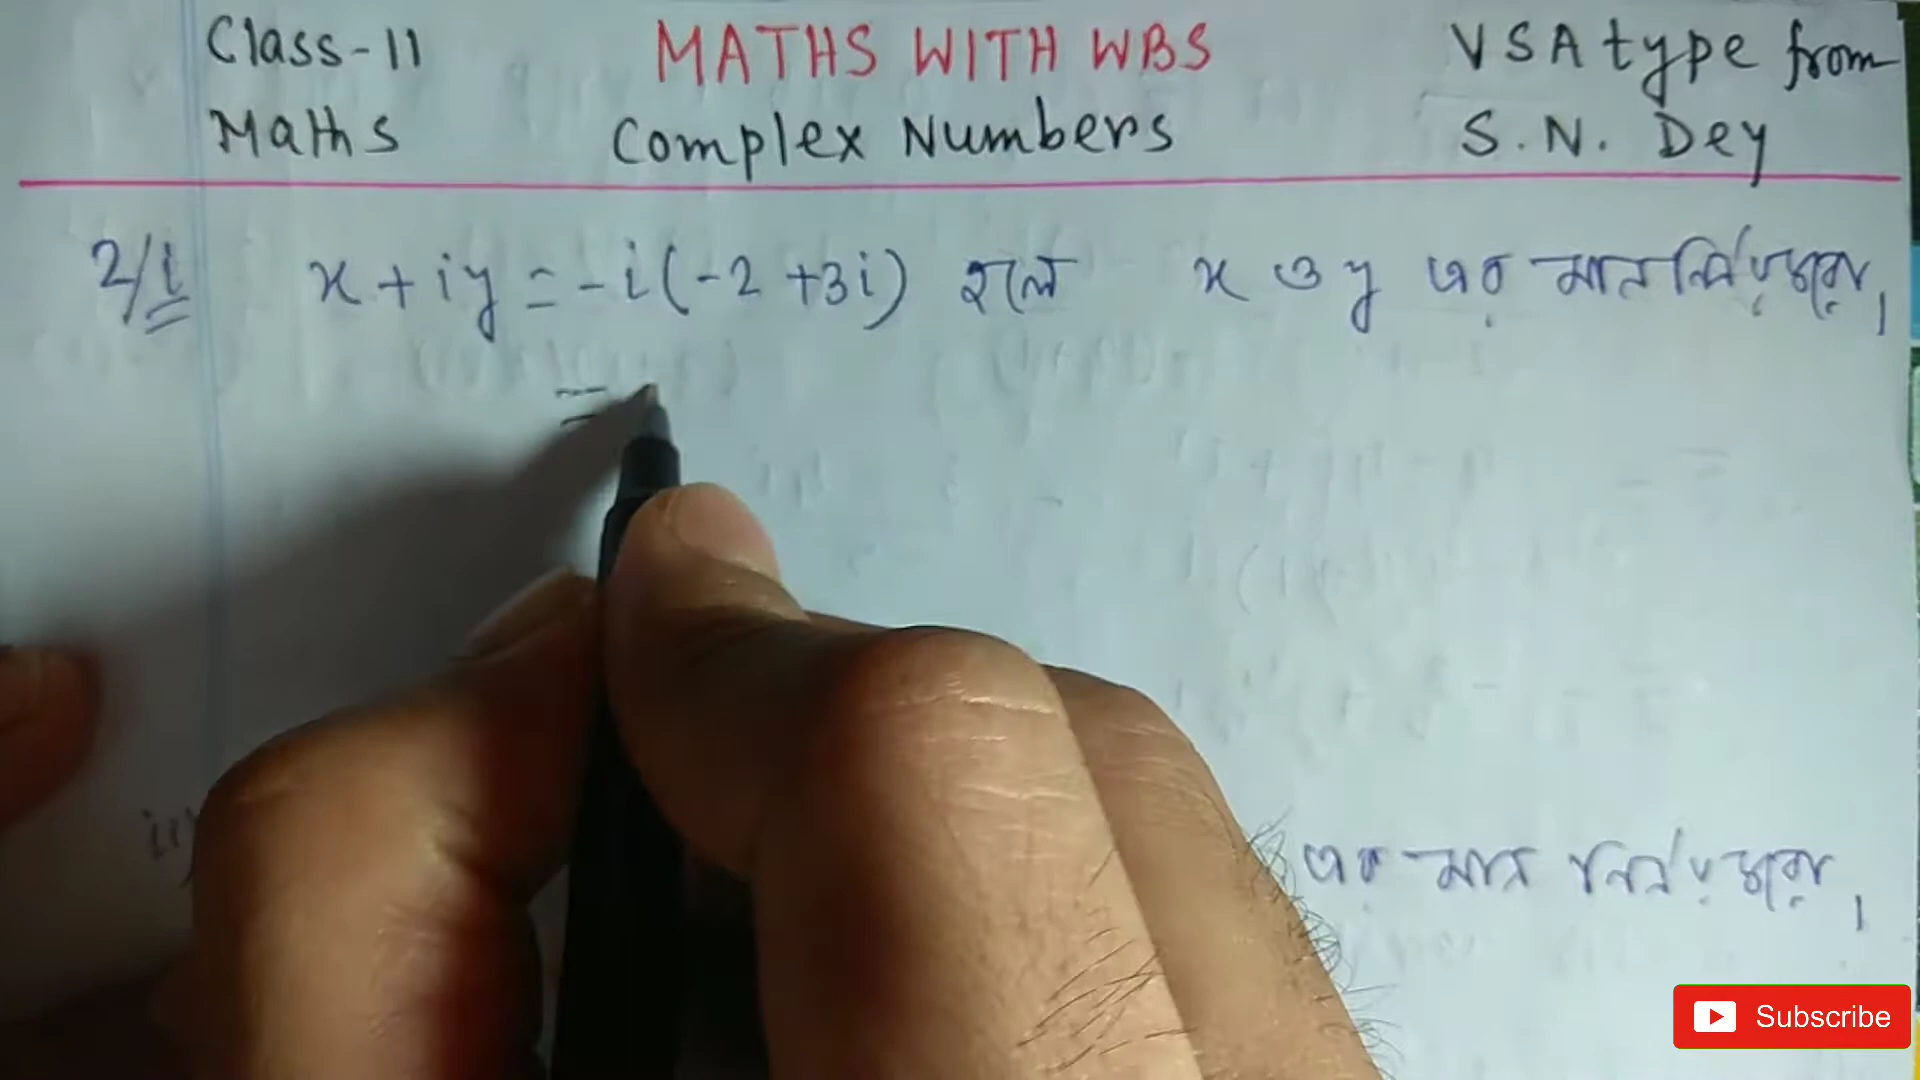 Class-11 MATHS WITH WBS VSA type from
Maths Complex Numbers S. N. Dey
2/i x + iy = -i(-2 +3i) হলে x ও y এর মান নির্ণয় করো।
=
ii)
এর মান নির্ণয় করো।
Subscribe